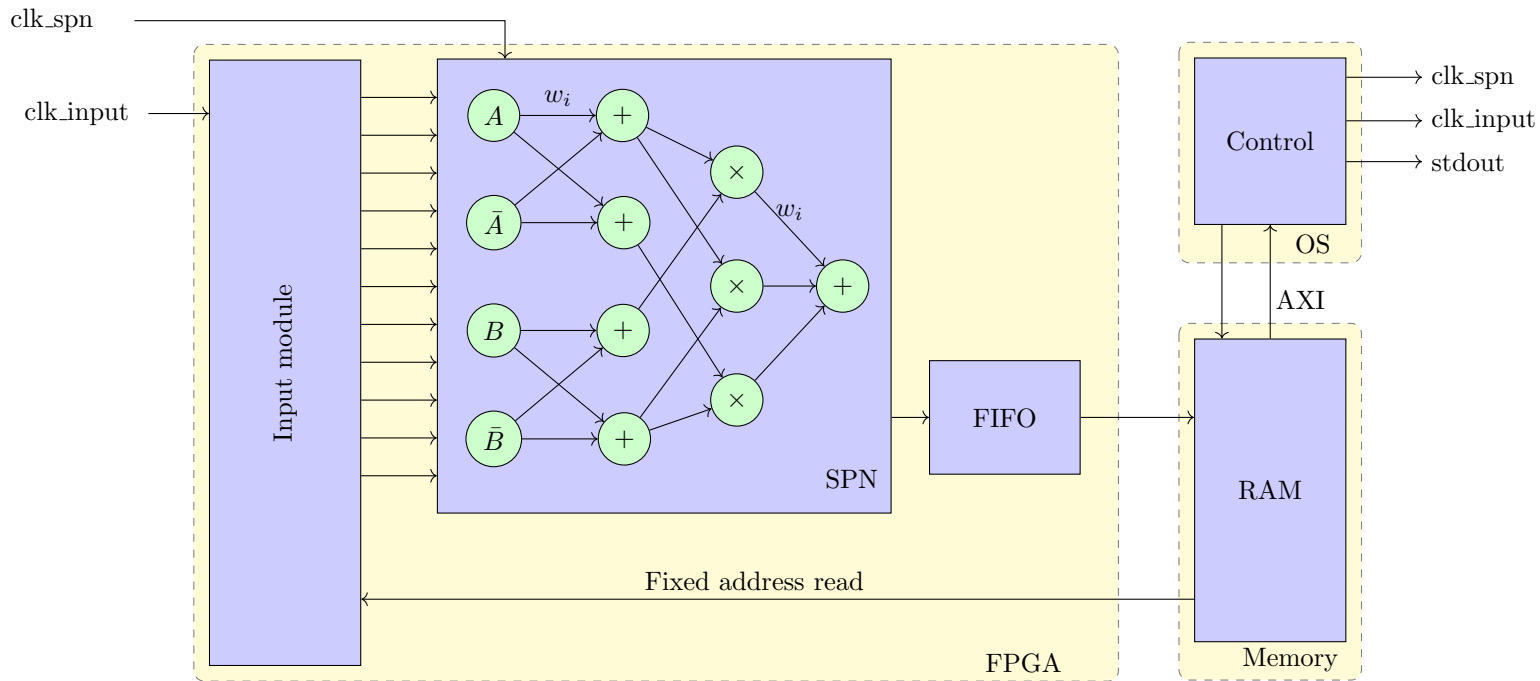 clk_spn
clk_input
Input module
A
w_i
+
Ā
+
B
+
B̄
+
×
w_i
×
+
×
SPN
FIFO
Fixed address read
FPGA
Control
clk_spn
clk_input
stdout
OS
AXI
RAM
Memory